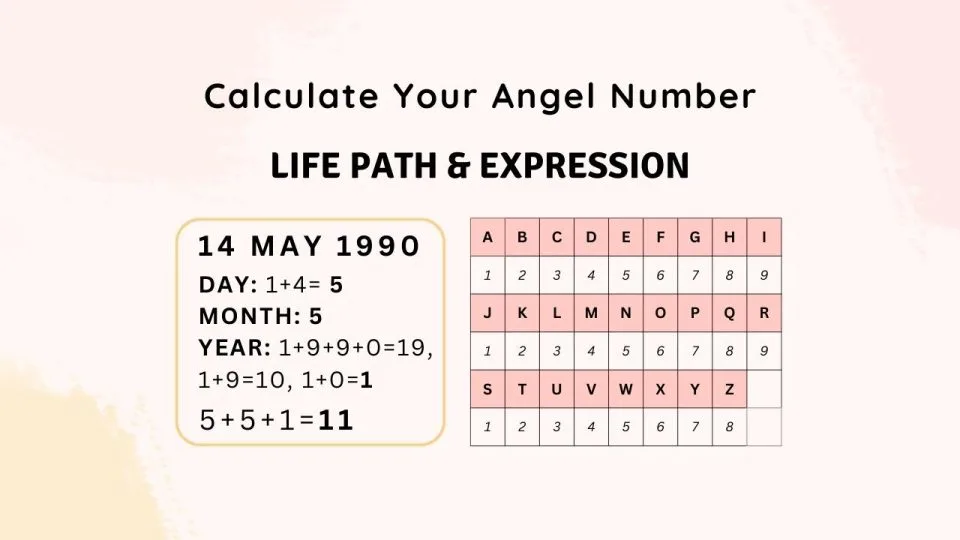 Calculate Your Angel Number
LIFE PATH & EXPRESSION
14 MAY 1990
DAY: 1+4= 5
MONTH: 5
YEAR: 1+9+9+0=19,
1+9=10, 1+0=1
5+5+1=11
A B C D E F G H I
1 2 3 4 5 6 7 8 9
J K L M N O P Q R
1 2 3 4 5 6 7 8 9
S T U V W X Y Z
1 2 3 4 5 6 7 8